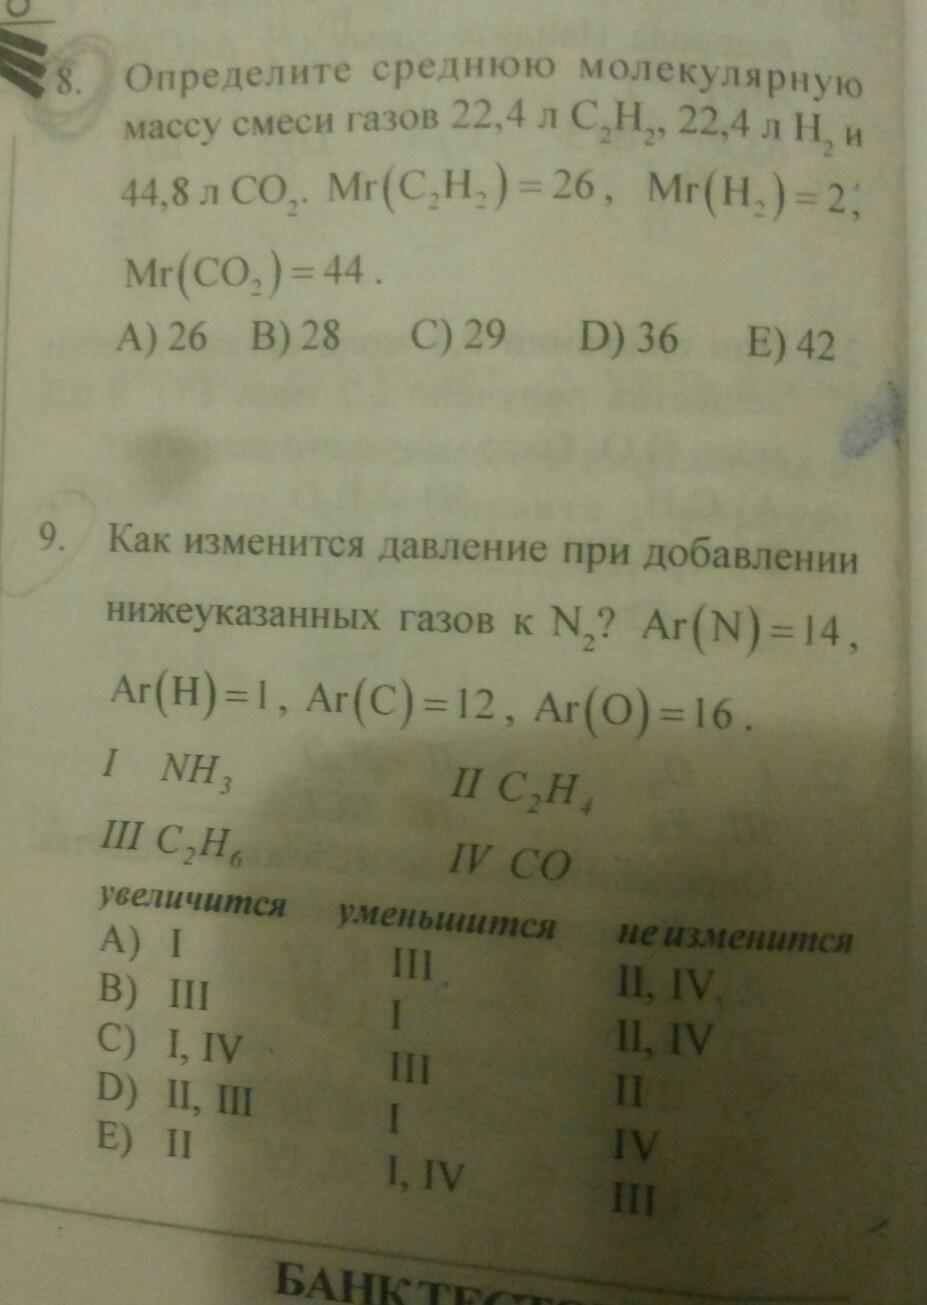 8. Определите среднюю молекулярную
массу смеси газов 22,4 л C₂H₂, 22,4 л H₂ и
44,8 л CO₂. Mr(C₂H₂) = 26, Mr(H₂) = 2,
Mr(CO₂) = 44.
A) 26 B) 28 C) 29 D) 36 E) 42
9. Как изменится давление при добавлении
нижеуказанных газов к N₂? Ar(N) = 14,
Ar(H) = 1, Ar(C) = 12, Ar(O) = 16.
I NH₃ II C₂H₄
III C₂H₆ IV CO
увеличится уменьшится не изменится
A) I III II, IV
B) III I II, IV
C) I, IV III II
D) II, III I IV
E) II I, IV III